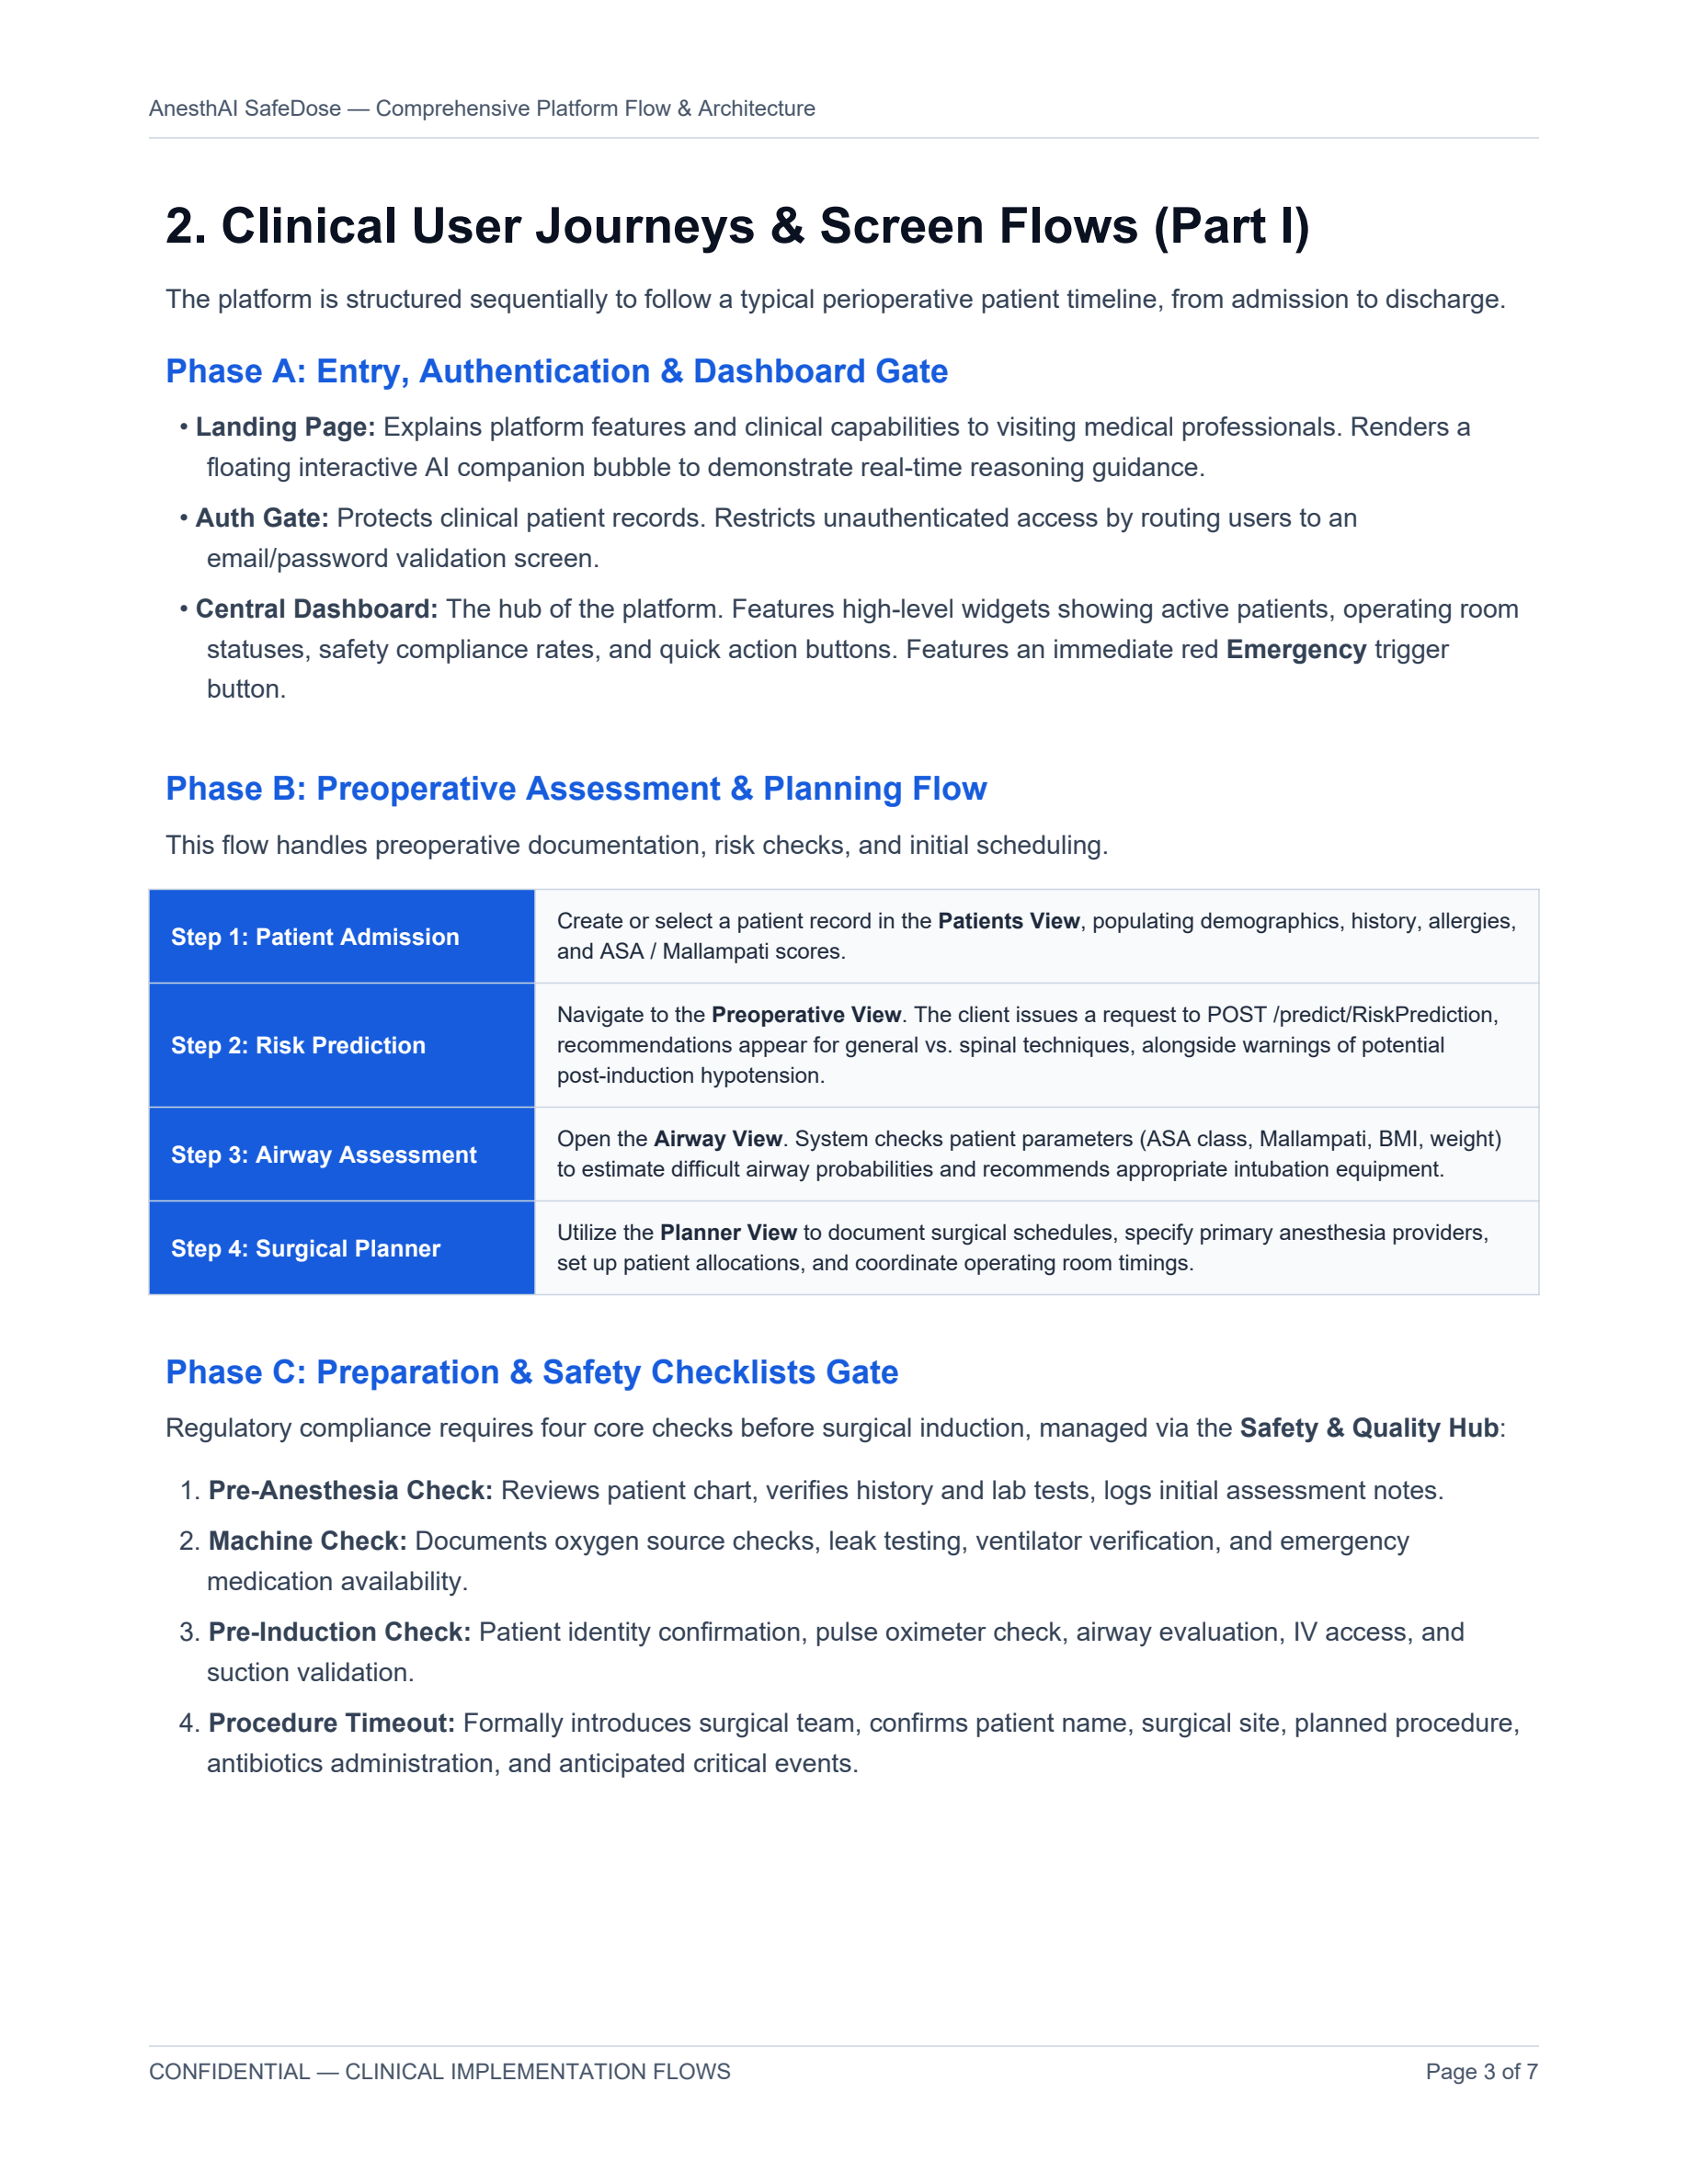 AnesthAI SafeDose — Comprehensive Platform Flow & Architecture
2. Clinical User Journeys & Screen Flows (Part I)
The platform is structured sequentially to follow a typical perioperative patient timeline, from admission to discharge.
Phase A: Entry, Authentication & Dashboard Gate
• Landing Page: Explains platform features and clinical capabilities to visiting medical professionals. Renders a
floating interactive AI companion bubble to demonstrate real-time reasoning guidance.
• Auth Gate: Protects clinical patient records. Restricts unauthenticated access by routing users to an
email/password validation screen.
• Central Dashboard: The hub of the platform. Features high-level widgets showing active patients, operating room
statuses, safety compliance rates, and quick action buttons. Features an immediate red Emergency trigger
button.
Phase B: Preoperative Assessment & Planning Flow
This flow handles preoperative documentation, risk checks, and initial scheduling.
Step 1: Patient Admission
Create or select a patient record in the Patients View, populating demographics, history, allergies,
and ASA / Mallampati scores.
Step 2: Risk Prediction
Navigate to the Preoperative View. The client issues a request to POST /predict/RiskPrediction,
recommendations appear for general vs. spinal techniques, alongside warnings of potential
post-induction hypotension.
Step 3: Airway Assessment
Open the Airway View. System checks patient parameters (ASA class, Mallampati, BMI, weight)
to estimate difficult airway probabilities and recommends appropriate intubation equipment.
Step 4: Surgical Planner
Utilize the Planner View to document surgical schedules, specify primary anesthesia providers,
set up patient allocations, and coordinate operating room timings.
Phase C: Preparation & Safety Checklists Gate
Regulatory compliance requires four core checks before surgical induction, managed via the Safety & Quality Hub:
1. Pre-Anesthesia Check: Reviews patient chart, verifies history and lab tests, logs initial assessment notes.
2. Machine Check: Documents oxygen source checks, leak testing, ventilator verification, and emergency
medication availability.
3. Pre-Induction Check: Patient identity confirmation, pulse oximeter check, airway evaluation, IV access, and
suction validation.
4. Procedure Timeout: Formally introduces surgical team, confirms patient name, surgical site, planned procedure,
antibiotics administration, and anticipated critical events.
CONFIDENTIAL — CLINICAL IMPLEMENTATION FLOWS
Page 3 of 7